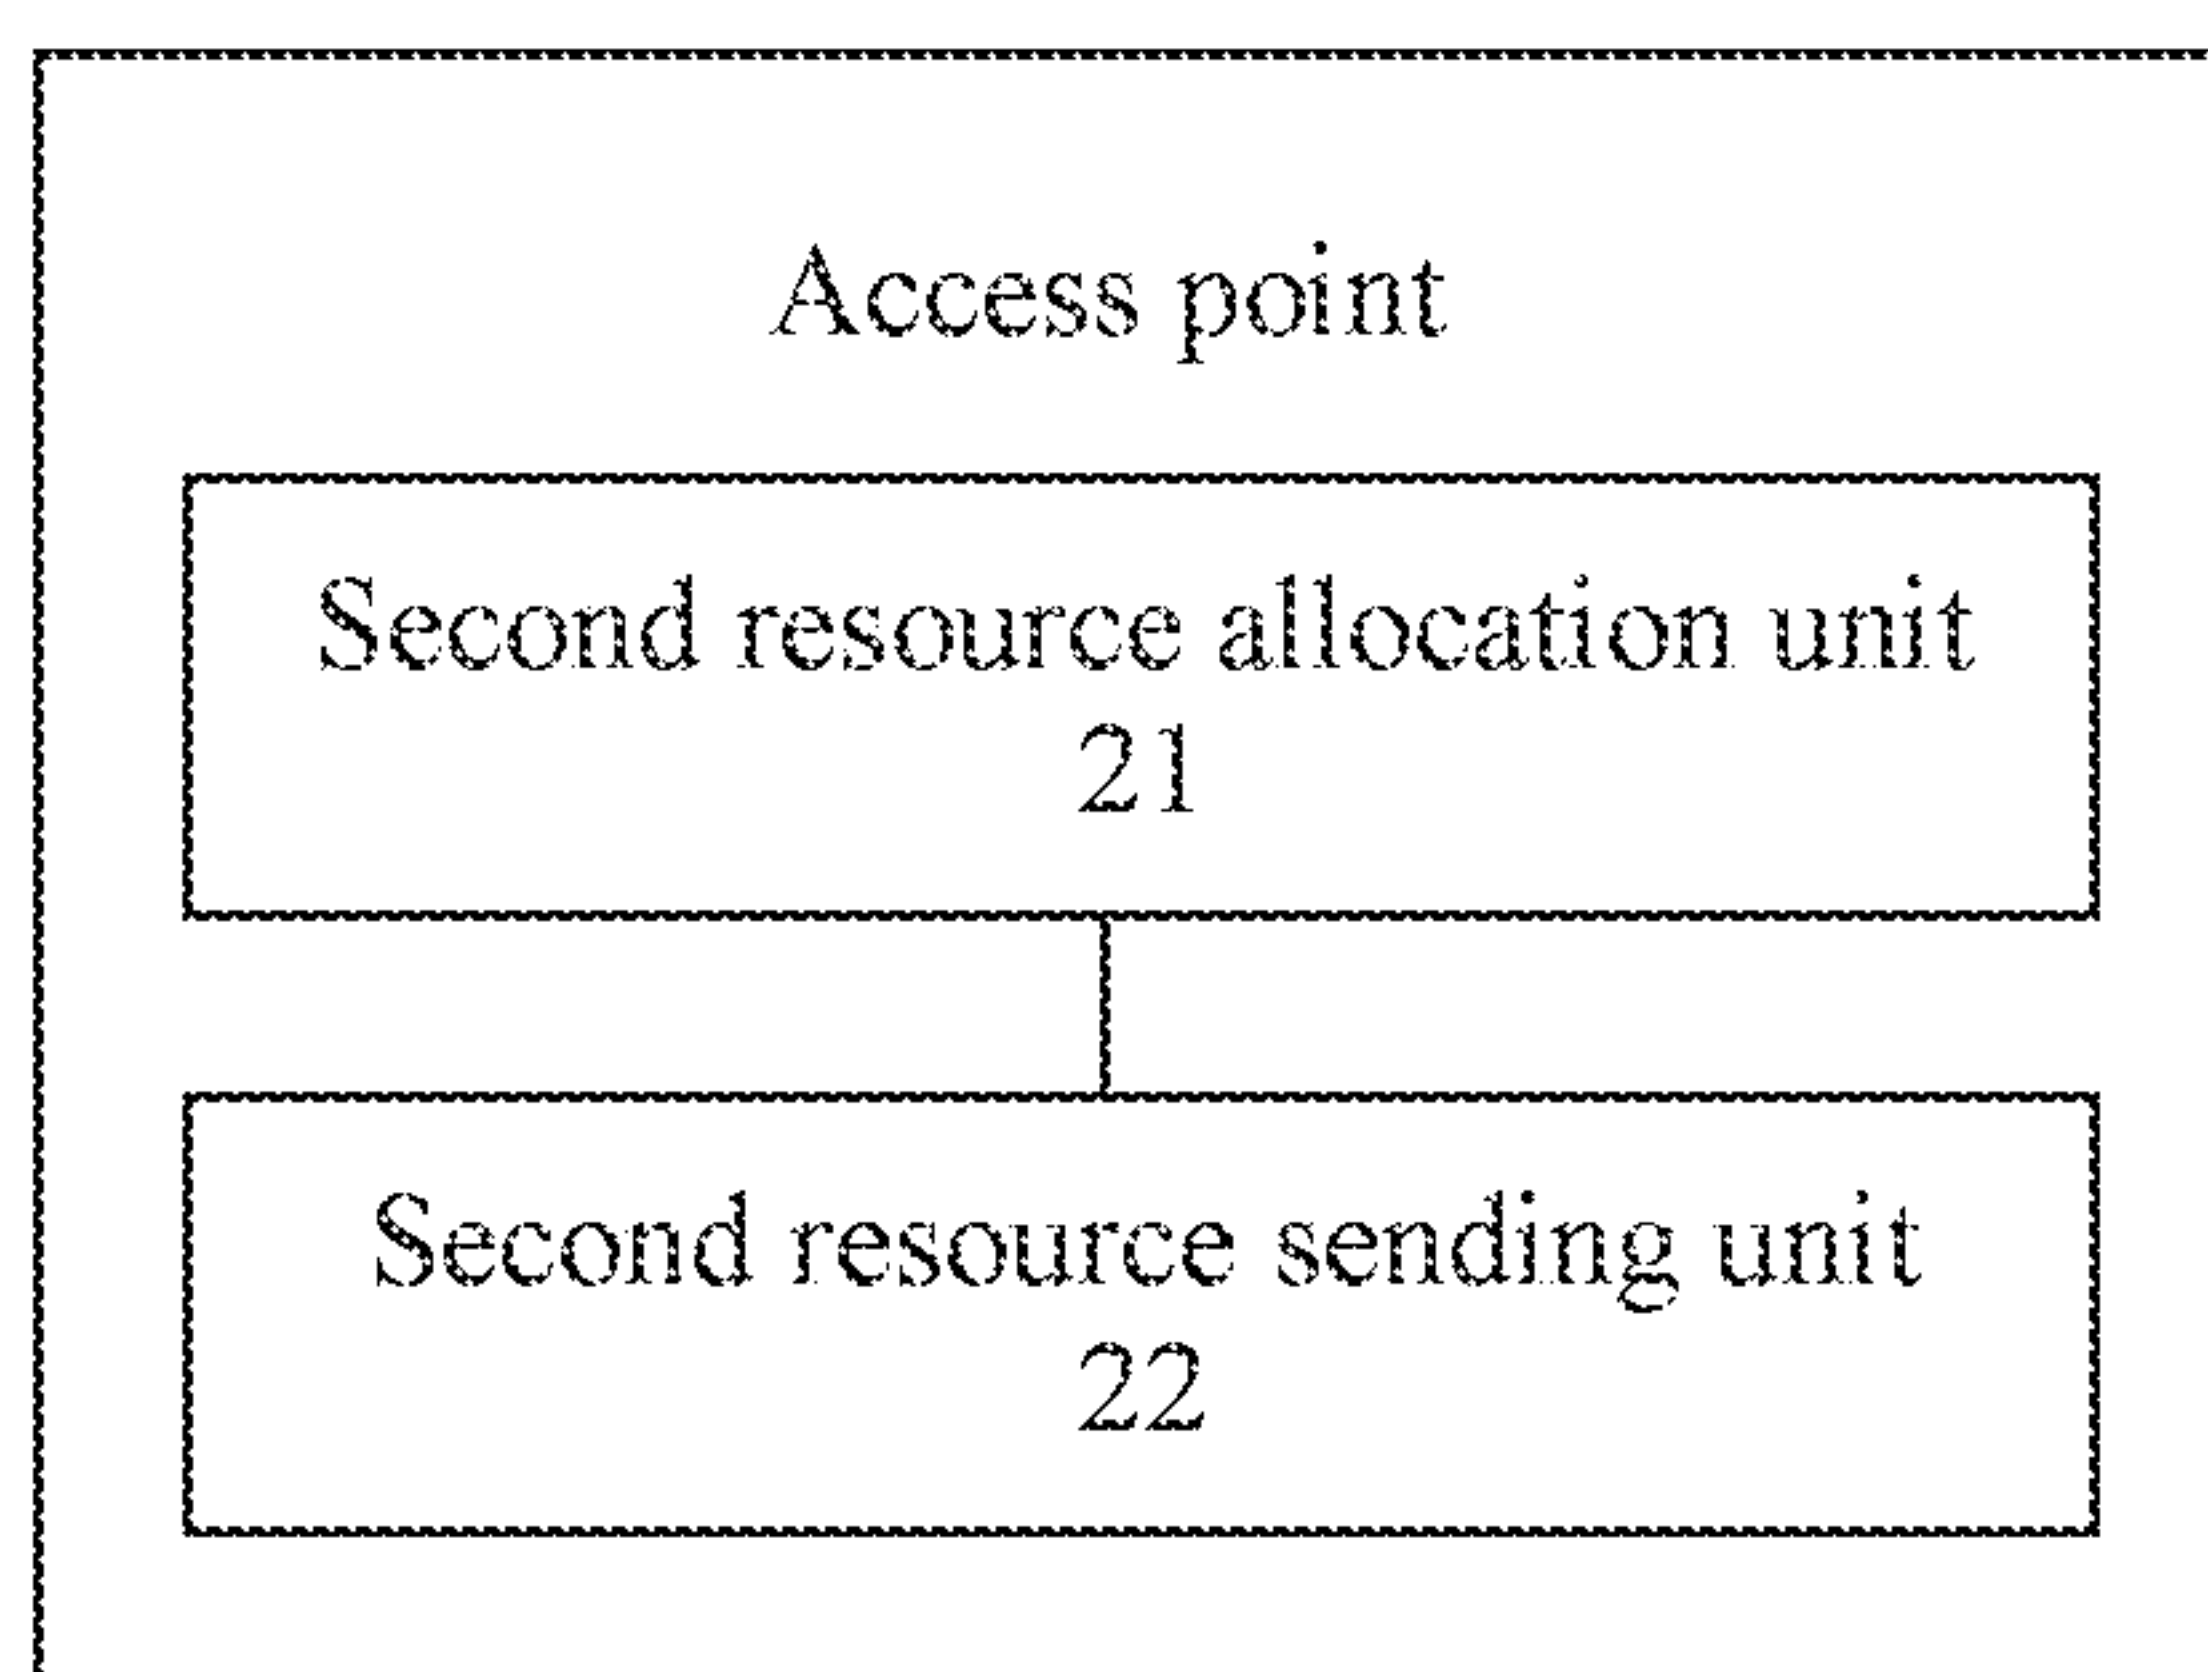 Access point
Second resource allocation unit
21
Second resource sending unit
22